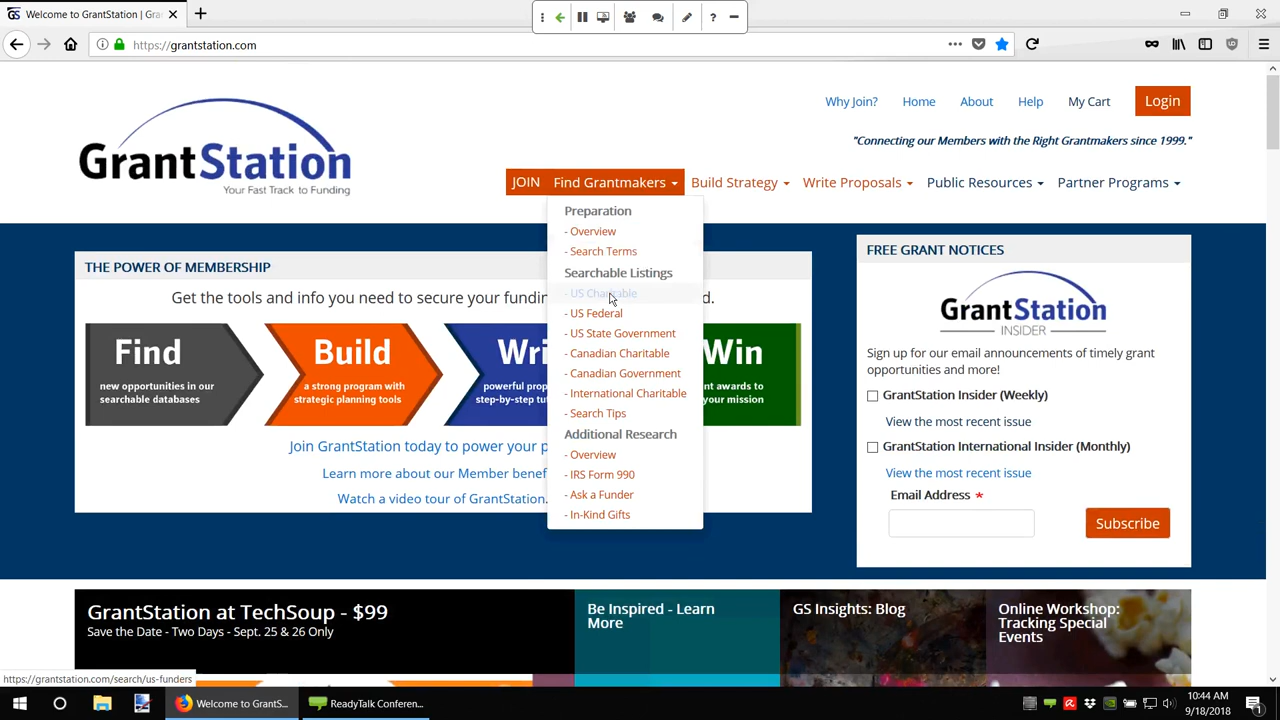 Welcome to GrantStation | Gra
https://grantstation.com
Why Join?
Home
About
Help
My Cart
Login
"Connecting our Members with the Right Grantmakers since 1999."
GrantStation
Your Fast Track to Funding
JOIN
Find Grantmakers
Build Strategy
Write Proposals
Public Resources
Partner Programs
Preparation
- Overview
- Search Terms
Searchable Listings
- US Charitable
- US Federal
- US State Government
- Canadian Charitable
- Canadian Government
- International Charitable
- Search Tips
Additional Research
- Overview
- IRS Form 990
- Ask a Funder
- In-Kind Gifts
THE POWER OF MEMBERSHIP
Get the tools and info you need to secure your fundin d.
Find
new opportunities in our
searchable databases
Build
a strong program with
strategic planning tools
Wri
powerful prop
step-by-step tut
Win
nt awards to
your mission
Join GrantStation today to power your p
Learn more about our Member benef
Watch a video tour of GrantStation.
FREE GRANT NOTICES
GrantStation
INSIDER
Sign up for our email announcements of timely grant
opportunities and more!
GrantStation Insider (Weekly)
View the most recent issue
GrantStation International Insider (Monthly)
View the most recent issue
Email Address *
Subscribe
GrantStation at TechSoup - $99
Save the Date - Two Days - Sept. 25 & 26 Only
Be Inspired - Learn
More
GS Insights: Blog
Online Workshop:
Tracking Special
Events
https://grantstation.com/search/us-funders
Welcome to GrantS...
ReadyTalk Conferen...
10:44 AM
9/18/2018